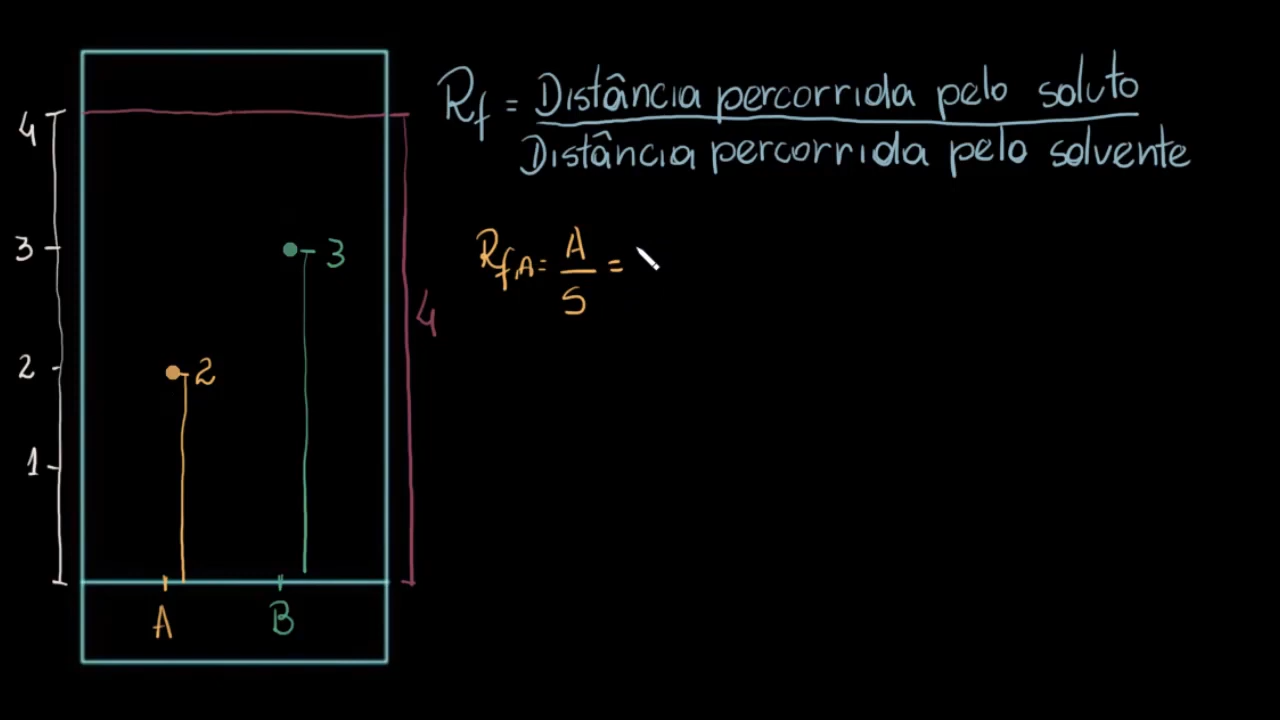 Rf = Distância percorrida pelo soluto
Distância percorrida pelo solvente
4
3
2
1
3
2
4
A
B
RfA = A
S
=